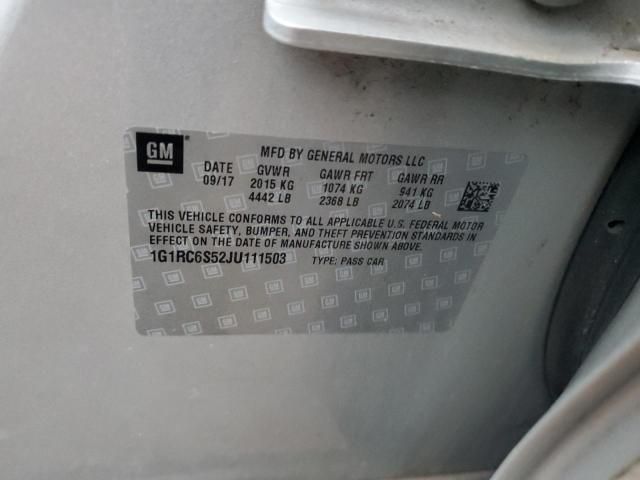 GM
MFD BY GENERAL MOTORS LLC
DATE GVWR GAWR FRT GAWR RR
09/17 2015 KG 1074 KG 941 KG
4442 LB 2368 LB 2074 LB
THIS VEHICLE CONFORMS TO ALL APPLICABLE U.S. FEDERAL MOTOR
VEHICLE SAFETY, BUMPER, AND THEFT PREVENTION STANDARDS IN
EFFECT ON THE DATE OF MANUFACTURE SHOWN ABOVE.
1G1RC6S52JU111503 TYPE: PASS CAR